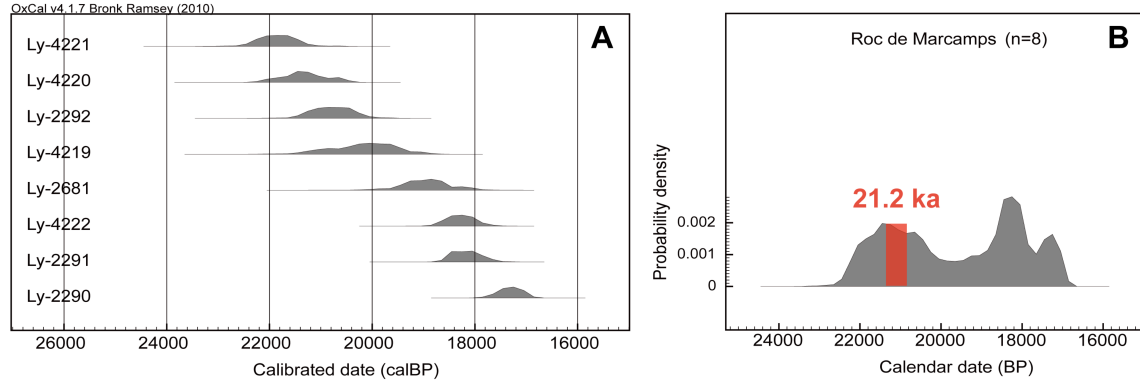 OxCal v4.1.7 Bronk Ramsey (2010)
A
Ly-4221
Ly-4220
Ly-2292
Ly-4219
Ly-2681
Ly-4222
Ly-2291
Ly-2290
26000 24000 22000 20000 18000 16000
Calibrated date (calBP)
B
Roc de Marcamps (n=8)
21.2 ka
Probability density
0.002
0.001
0
24000 22000 20000 18000 16000
Calendar date (BP)